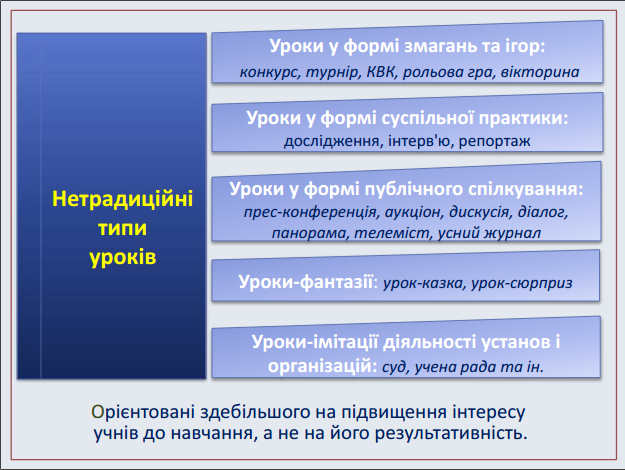 Нетрадиційні
типи
уроків
Уроки у формі змагань та ігор:
конкурс, турнір, КВК, рольова гра, вікторина
Уроки у формі суспільної практики:
дослідження, інтерв'ю, репортаж
Уроки у формі публічного спілкування:
прес-конференція, аукціон, дискусія, діалог,
панорама, телеміст, усний журнал
Уроки-фантазії: урок-казка, урок-сюрприз
Уроки-імітації діяльності установ і
організацій: суд, учена рада та ін.
Орієнтовані здебільшого на підвищення інтересу
учнів до навчання, а не на його результативність.